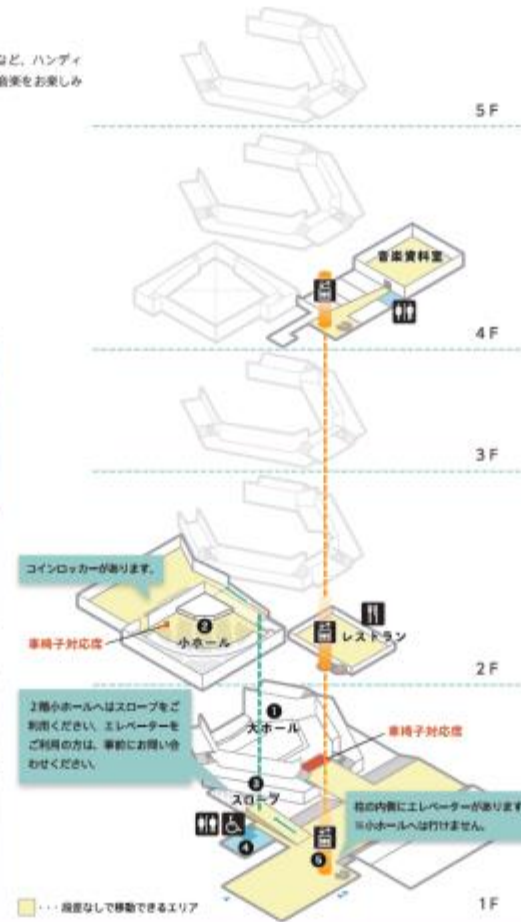 など、ハンディ
音楽をお楽しみ
5F
音楽資料室
4F
3F
コインロッカーがあります。
❷
小ホール
車椅子対応席
レストラン
2F
2階小ホールへはスロープをご
利用ください。エレベーターを
ご利用の方は、事前にお問い合
わせください。
❶
大ホール
車椅子対応席
❸
スロープ
❹
柱の内側にエレベーターがあります
※小ホールへは行けません。
❺
1F
・・・段差なしで移動できるエリア